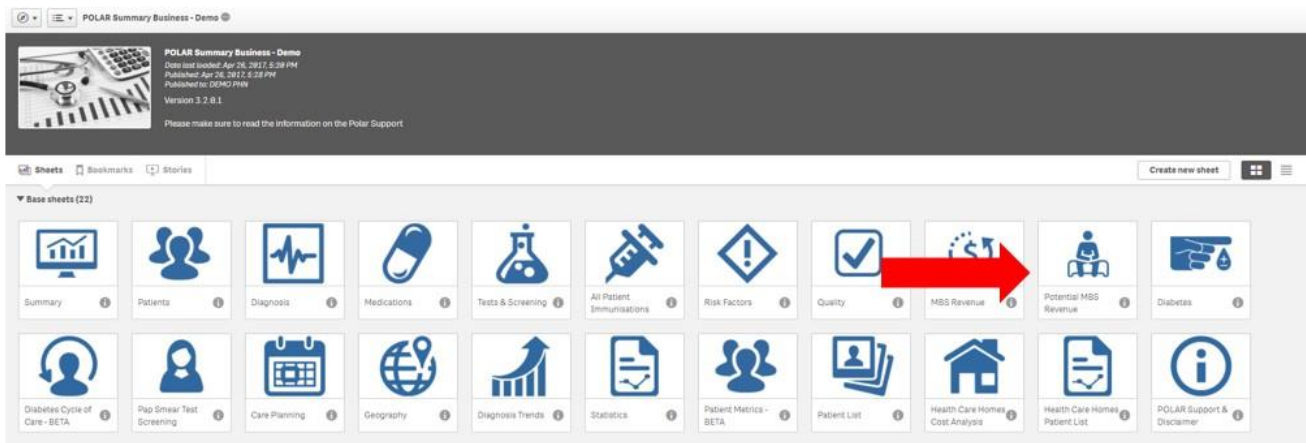 POLAR Summary Business - Demo
POLAR Summary Business - Demo
Date last loaded: Apr 26, 2017, 5:39 PM
Published: Apr 26, 2017, 5:28 PM
Published to: DEMO PHN
Version 3.2.0.1
Please make sure to read the information on the Polar Support
Sheets Bookmarks Stories Create new sheet
Base sheets (22)
Summary
Patients
Diagnosis
Medications
Tests & Screening
All Patient
Immunisations
Risk Factors
Quality
MBS Revenue
Potential MBS
Revenue
Diabetes
Diabetes Cycle of
Care - BETA
Pap Smear Test
Screening
Care Planning
Geography
Diagnosis Trends
Statistics
Patient Metrics -
BETA
Patient List
Health Care Homes
Cost Analysis
Health Care Homes
Patient List
POLAR Support &
Disclaimer